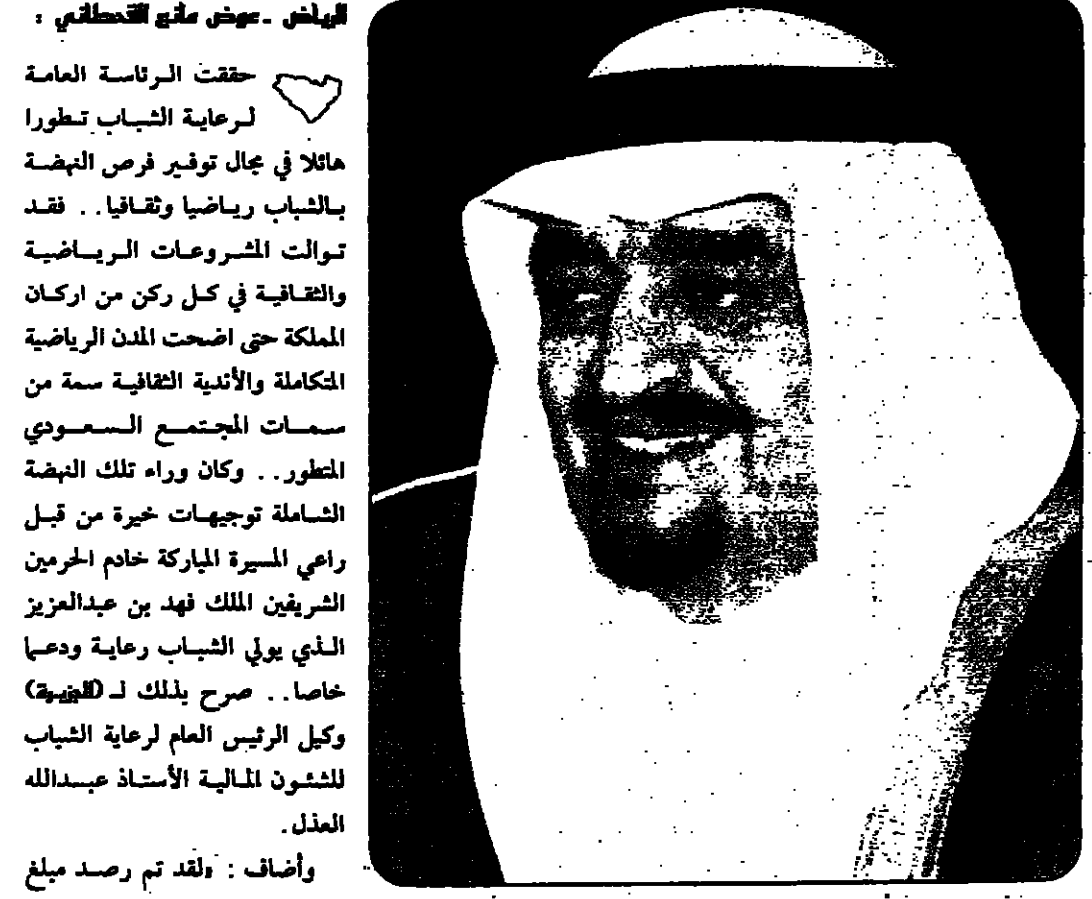 الرياض - عوض مانع القحطاني :
حققت الرئاسة العامة
لرعاية الشباب تطورا
هائلا في مجال توفير فرص النهضة
بالشباب رياضيا وثقافيا . . فقد
توالت المشروعات الرياضية
والثقافية في كل ركن من اركان
المملكة حتى اضحت المدن الرياضية
المتكاملة والأندية الثقافية سمة من
سمات المجتمع السعودي
المتطور . . وكان وراء تلك النهضة
الشاملة توجيهات خيرة من قبل
راعي المسيرة المباركة خادم الحرمين
الشريفين الملك فهد بن عبدالعزيز
الذي يولي الشباب رعاية ودعما
خاصا . . صرح بذلك لـ (الجزيرة)
وكيل الرئيس العام لرعاية الشباب
للشئون المالية الأستاذ عبدالله
العذل .
وأضاف : «لقد تم رصد مبلغ